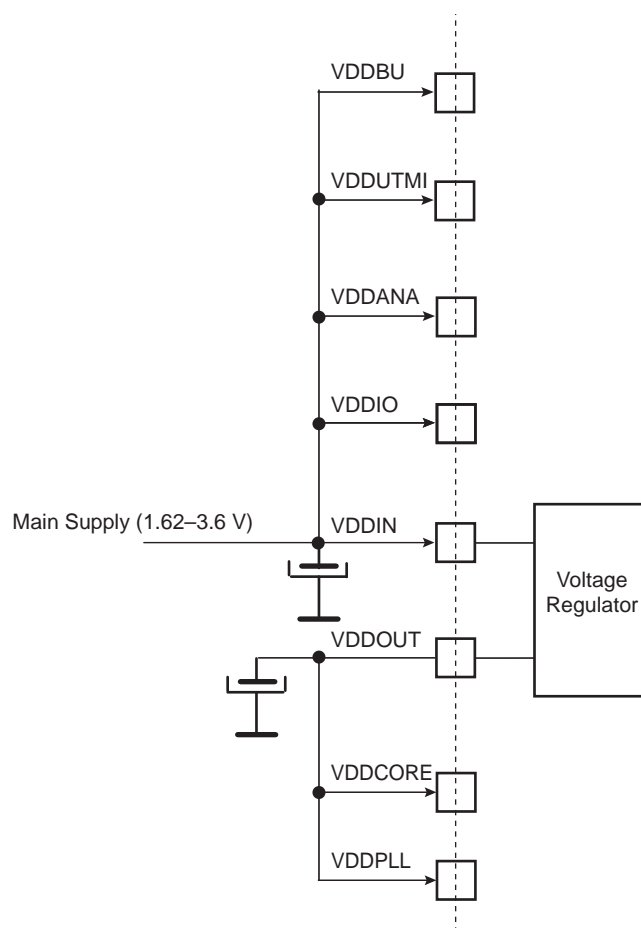 VDDBU
VDDUTMI
VDDANA
VDDIO
Main Supply (1.62–3.6 V)
VDDIN
Voltage
Regulator
VDDOUT
VDDCORE
VDDPLL